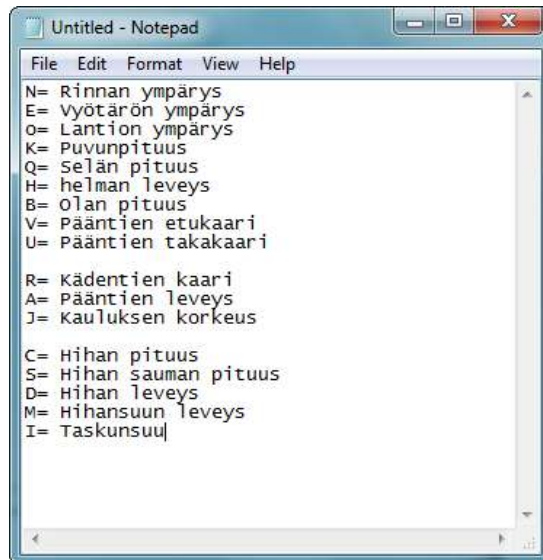 Untitled - Notepad
File Edit Format View Help
N= Rinnan ympärys
E= Vyötärön ympärys
O= Lantion ympärys
K= Puvunpituus
Q= Selän pituus
H= helman leveys
B= Olan pituus
V= Pääntien etukaari
U= Pääntien takakaari
R= Kädentien kaari
A= Pääntien leveys
J= Kauluksen korkeus
C= Hihan pituus
S= Hihan sauman pituus
D= Hihan leveys
M= Hihansuun leveys
I= Taskunsuu